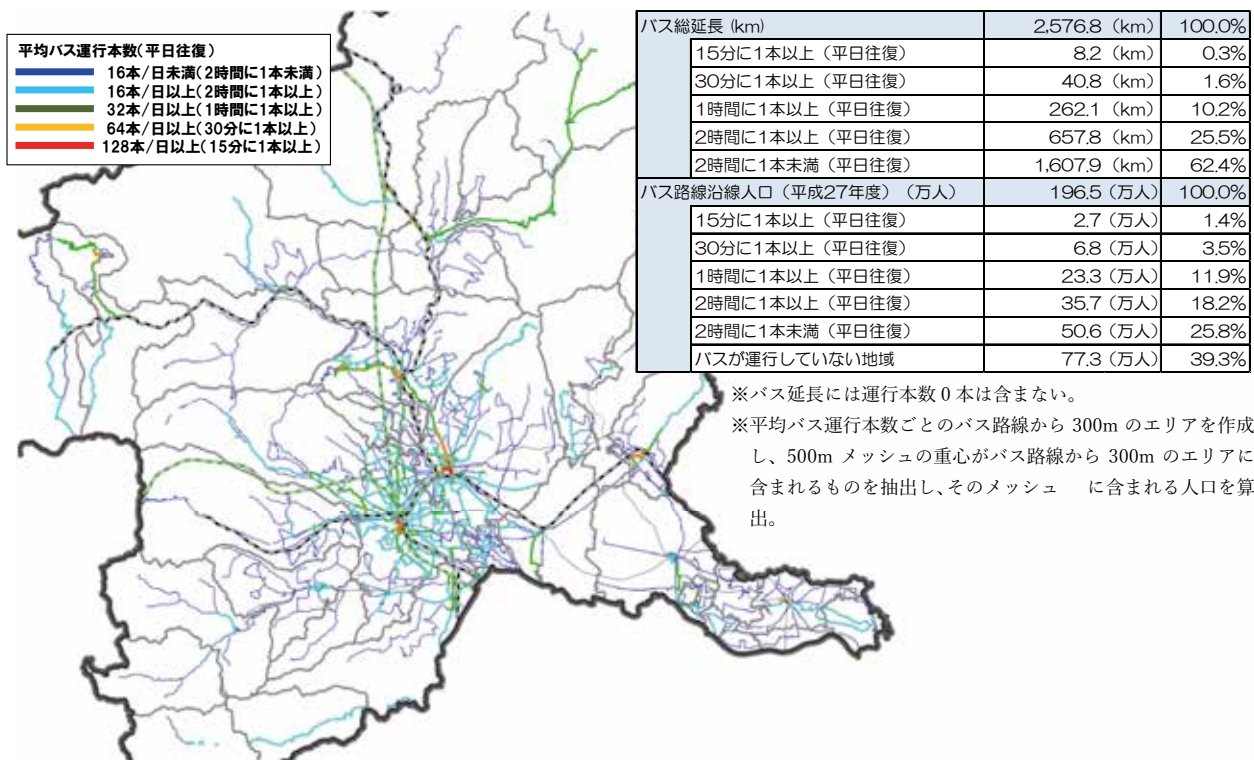 平均バス運行本数(平日往復)
16本/日未満(2時間に1本未満)
16本/日以上(2時間に1本以上)
32本/日以上(1時間に1本以上)
64本/日以上(30分に1本以上)
128本/日以上(15分に1本以上)
バス総延長 (km) 2,576.8 (km) 100.0%
15分に1本以上(平日往復) 8.2 (km) 0.3%
30分に1本以上(平日往復) 40.8 (km) 1.6%
1時間に1本以上(平日往復) 262.1 (km) 10.2%
2時間に1本以上(平日往復) 657.8 (km) 25.5%
2時間に1本未満(平日往復) 1,607.9 (km) 62.4%
バス路線沿線人口(平成27年度)(万人) 196.5 (万人) 100.0%
15分に1本以上(平日往復) 2.7 (万人) 1.4%
30分に1本以上(平日往復) 6.8 (万人) 3.5%
1時間に1本以上(平日往復) 23.3 (万人) 11.9%
2時間に1本以上(平日往復) 35.7 (万人) 18.2%
2時間に1本未満(平日往復) 50.6 (万人) 25.8%
バスが運行していない地域 77.3 (万人) 39.3%
※バス延長には運行本数0本は含まない。
※平均バス運行本数ごとのバス路線から 300m のエリアを作成
し、500m メッシュの重心がバス路線から 300m のエリアに
含まれるものを抽出し、そのメッシュ に含まれる人口を算
出。